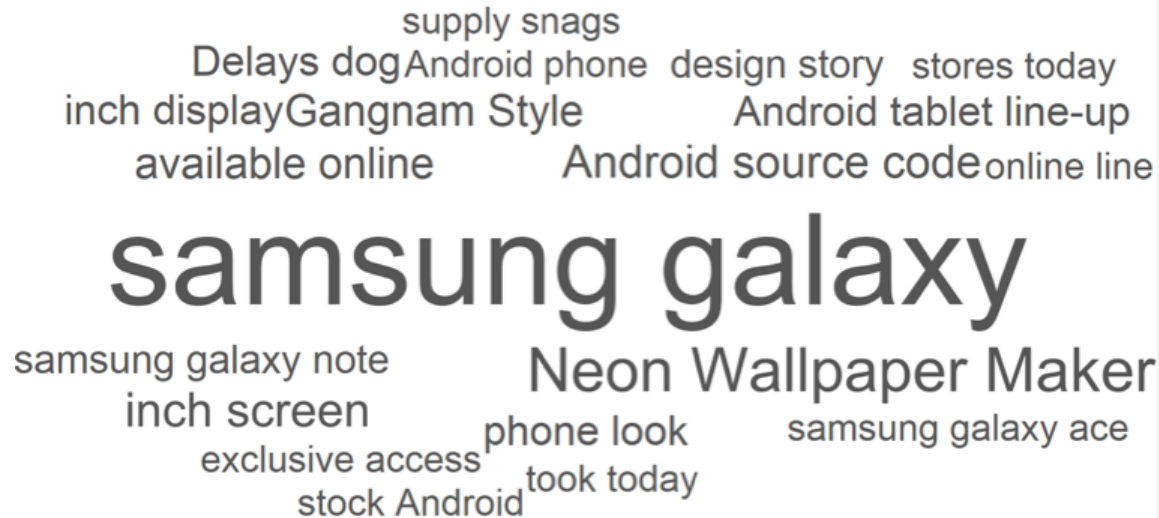 supply snags
Delays dog Android phone design story stores today
inch display Gangnam Style Android tablet line-up
available online Android source code online line
samsung galaxy
samsung galaxy note Neon Wallpaper Maker
inch screen phone look samsung galaxy ace
exclusive access took today
stock Android